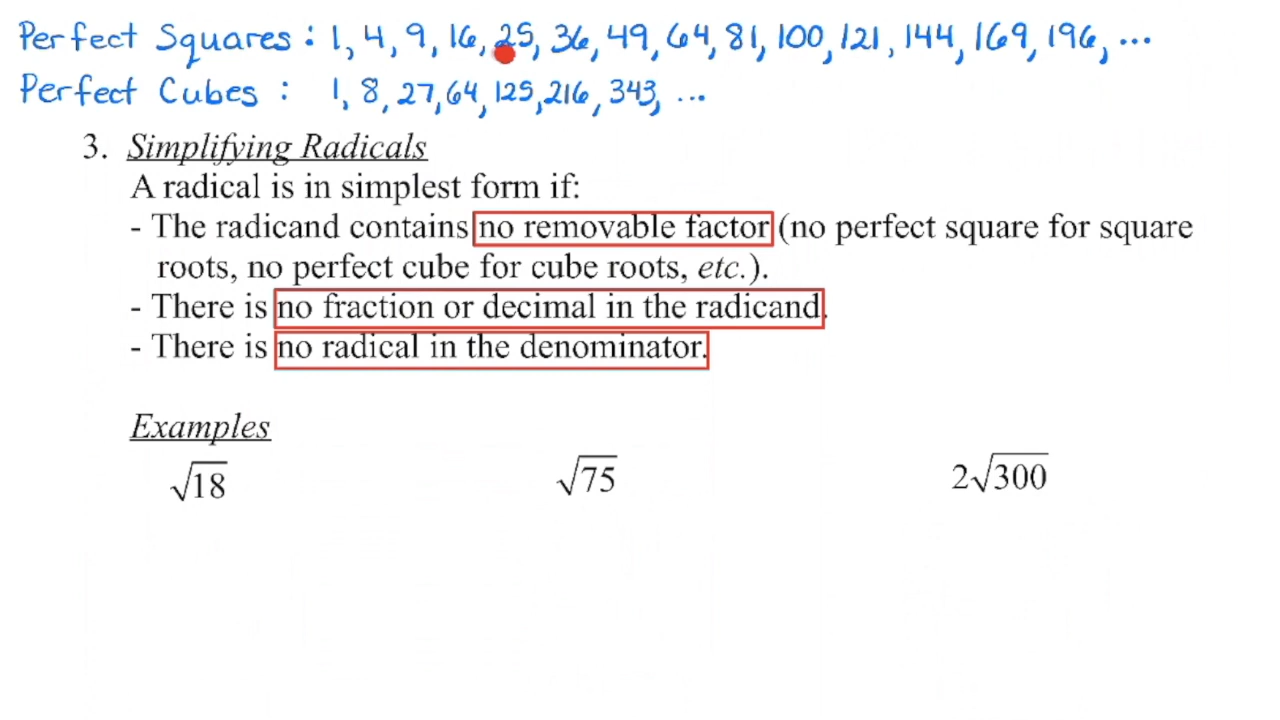 Perfect Squares : 1, 4, 9, 16, 25, 36, 49, 64, 81, 100, 121, 144, 169, 196, ...
Perfect Cubes : 1, 8, 27, 64, 125, 216, 343, ...
3. Simplifying Radicals
A radical is in simplest form if:
- The radicand contains no removable factor (no perfect square for square
roots, no perfect cube for cube roots, etc.).
- There is no fraction or decimal in the radicand.
- There is no radical in the denominator.
Examples
√18 √75 2√300